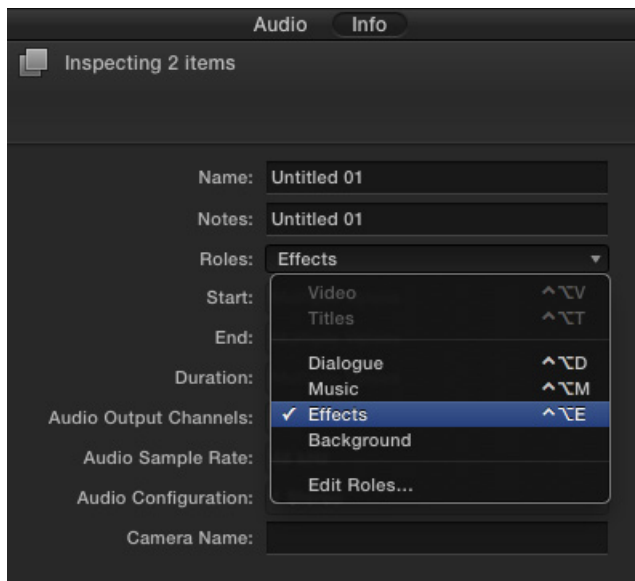 Audio Info
Inspecting 2 items
Name: Untitled 01
Notes: Untitled 01
Roles: Effects
Start:
End:
Duration:
Audio Output Channels:
Audio Sample Rate:
Audio Configuration:
Camera Name:
Video ⌃⌥V
Titles ⌃⌥T
Dialogue ⌃⌥D
Music ⌃⌥M
✓ Effects ⌃⌥E
Background
Edit Roles...